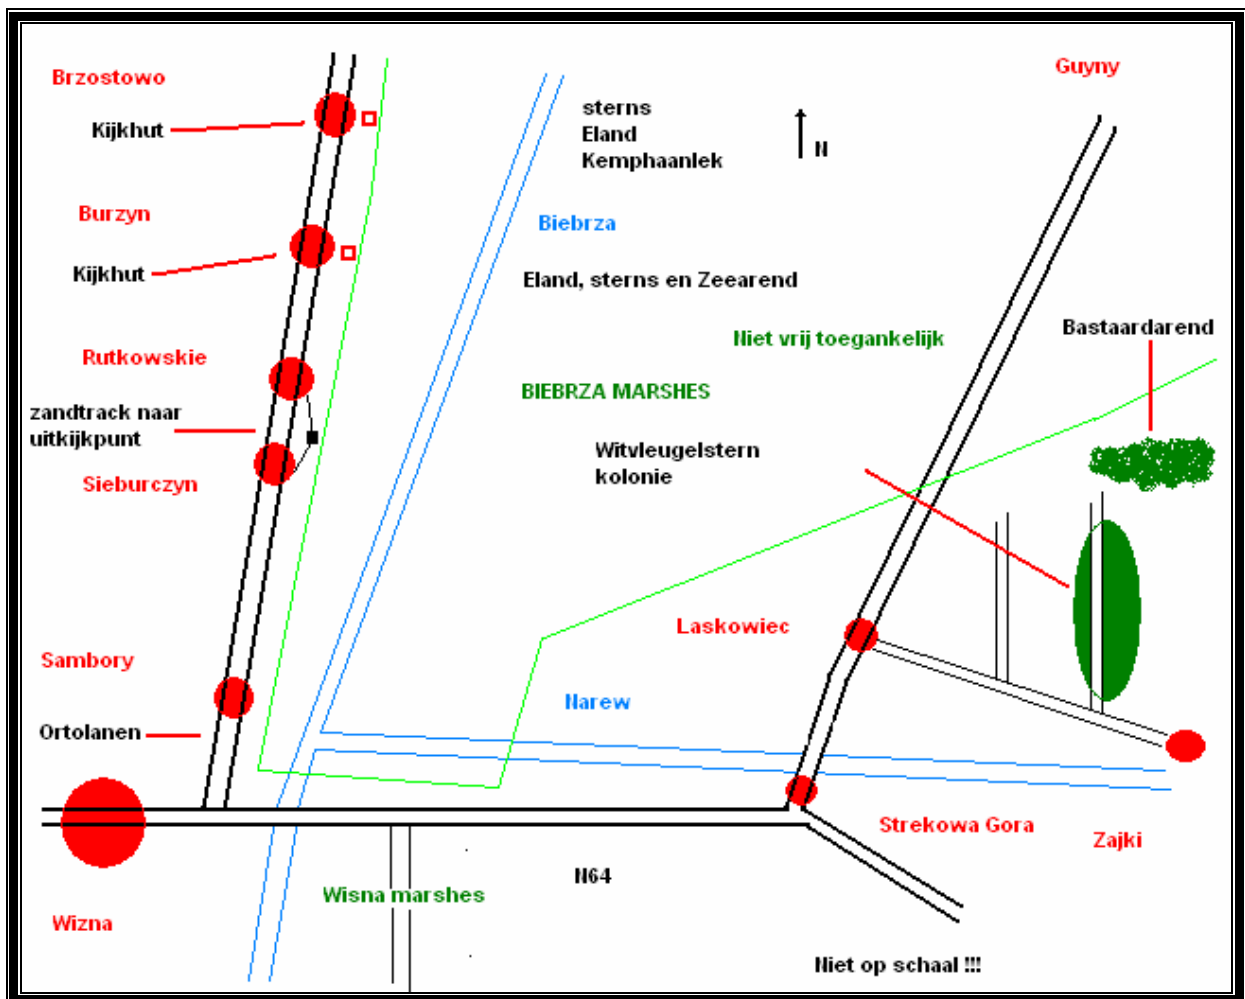 Brzostowo
Kijkhut
Burzyn
Kijkhut
Rutkowskie
zandtrack naar
uitkijkpunt
Sieburczyn
Sambory
Ortolanen
Wizna
sterns
Eland
Kemphaanlek
N
Biebrza
Eland, sterns en Zeearend
Niet vrij toegankelijk
BIEBRZA MARSHES
Witvleugelstern
kolonie
Guyny
Bastaardarend
Laskowiec
Narew
Strekowa Gora
Zajki
N64
Wisna marshes
Niet op schaal !!!